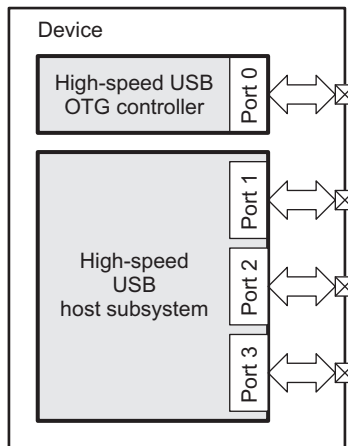 Device
High-speed USB
OTG controller
Port 0
Port 1
High-speed
USB
host subsystem
Port 2
Port 3